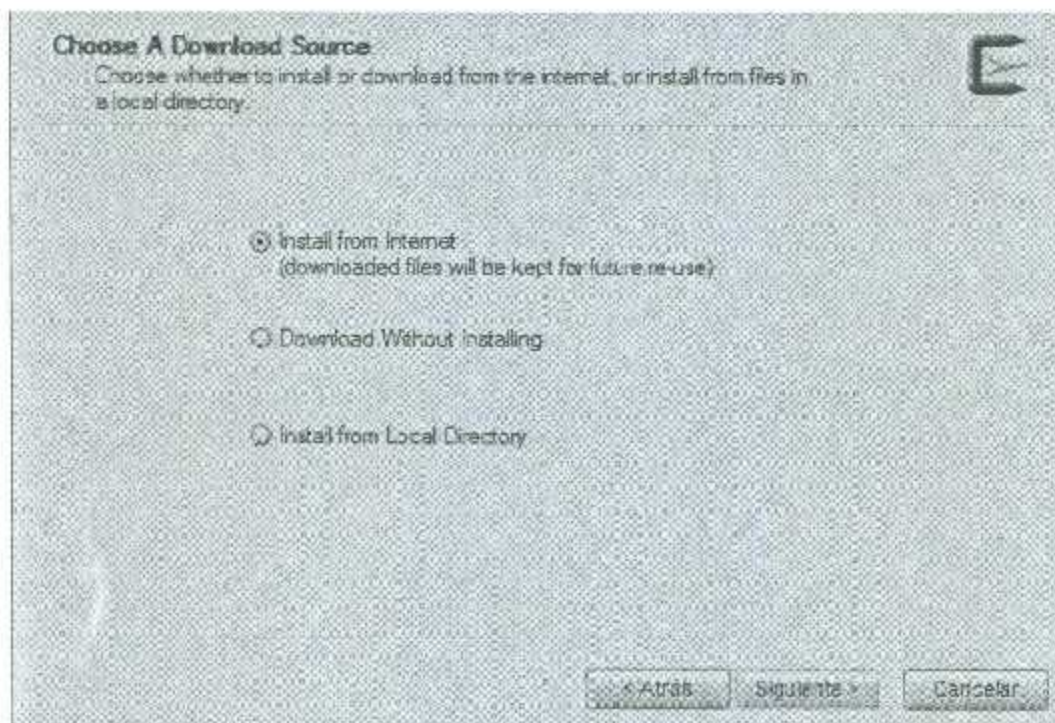 Choose A Download Source
Choose whether to install or download from the internet, or install from files in
a local directory.
Install from Internet
(downloaded files will be kept for future re-use)
Download Without Installing
Install from Local Directory
< Atrás
Siguiente >
Cancelar